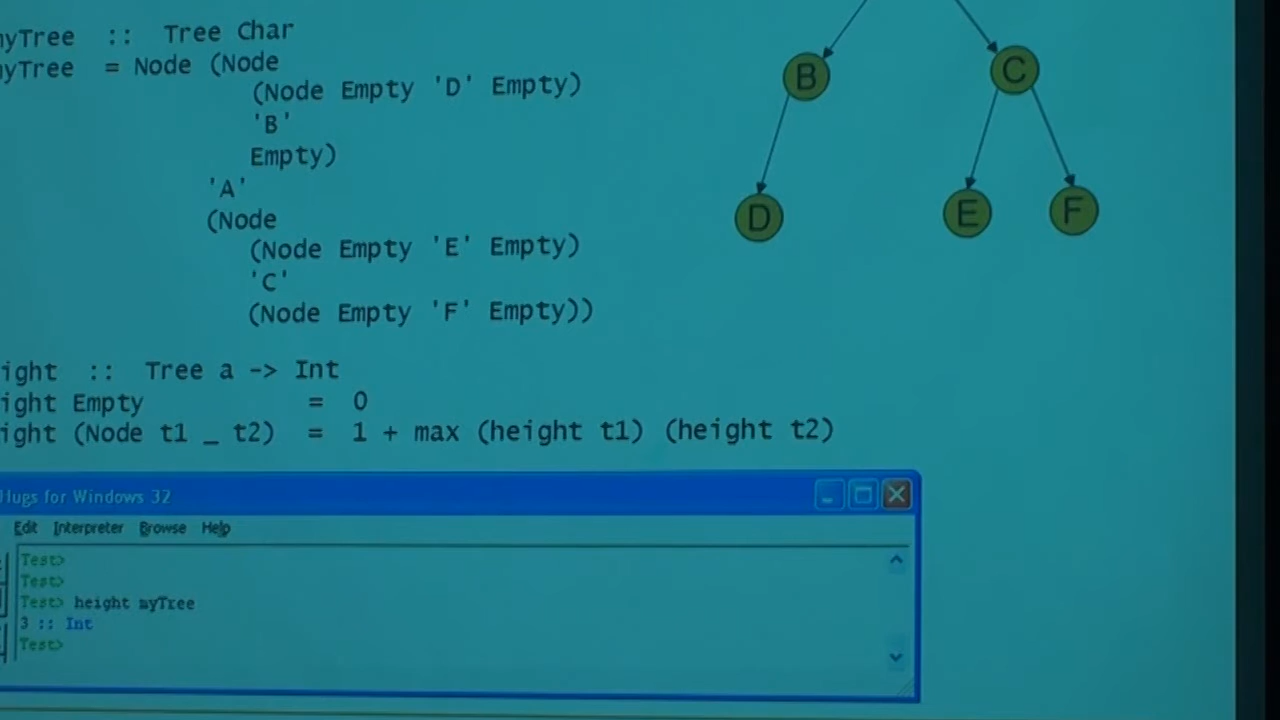 myTree :: Tree Char
myTree = Node (Node
(Node Empty 'D' Empty)
'B'
Empty)
'A'
(Node
(Node Empty 'E' Empty)
'C'
(Node Empty 'F' Empty))
B
C
D
E
F
ight :: Tree a -> Int
ight Empty = 0
ight (Node t1 _ t2) = 1 + max (height t1) (height t2)
Hugs for Windows 32
Edit Interpreter Browse Help
Test>
Test>
Test> height myTree
3 :: Int
Test>